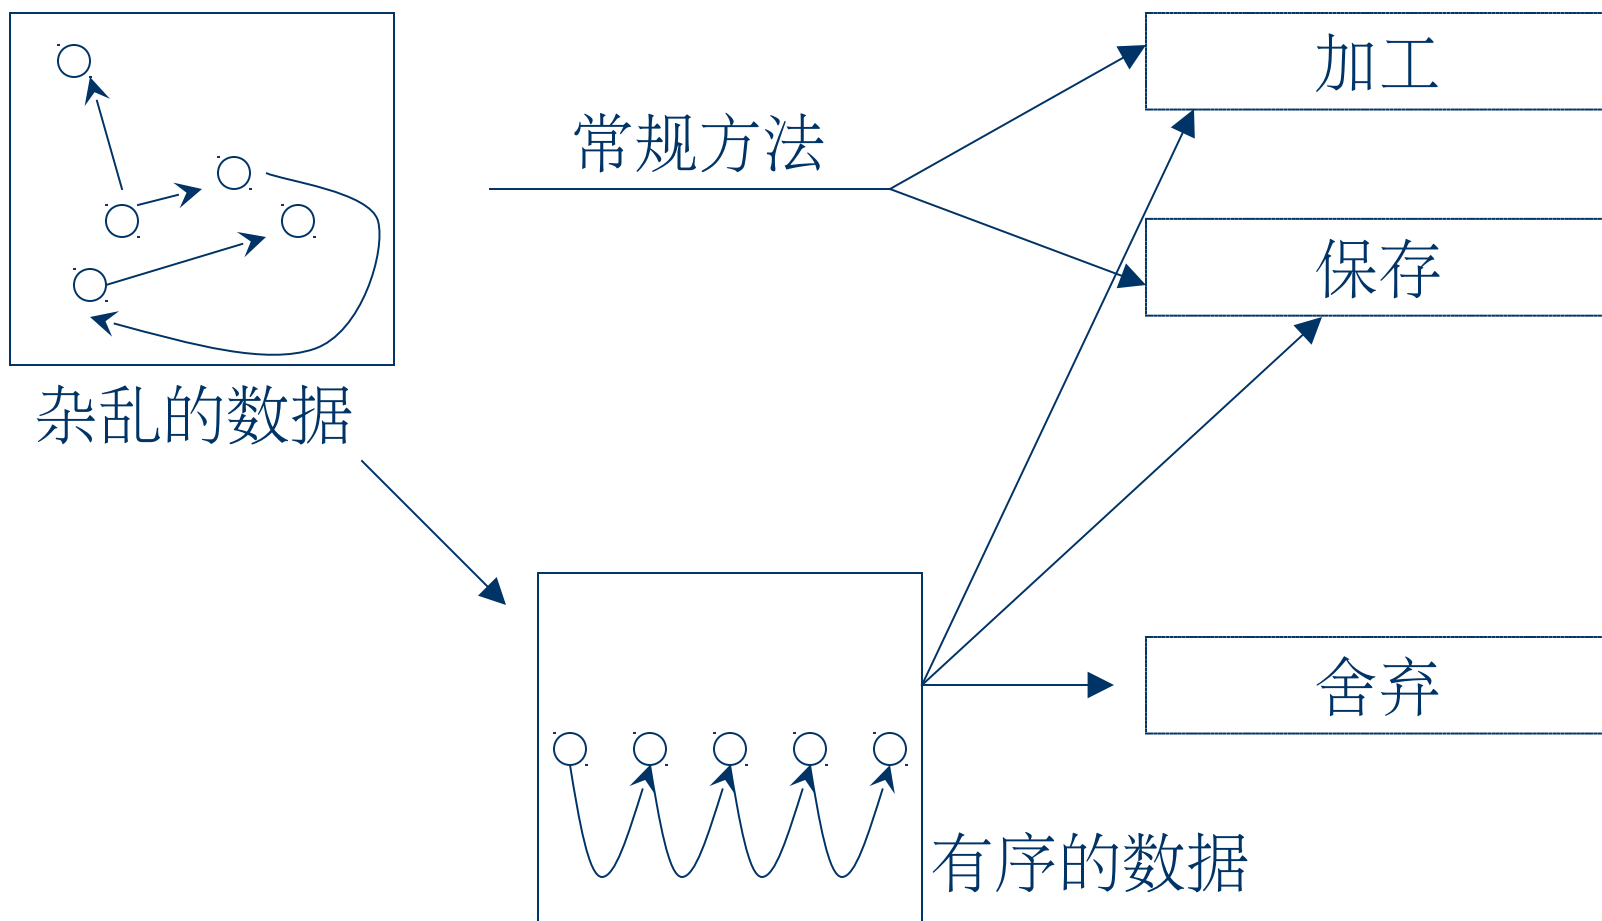 加工
常规方法
保存
杂乱的数据
舍弃
有序的数据